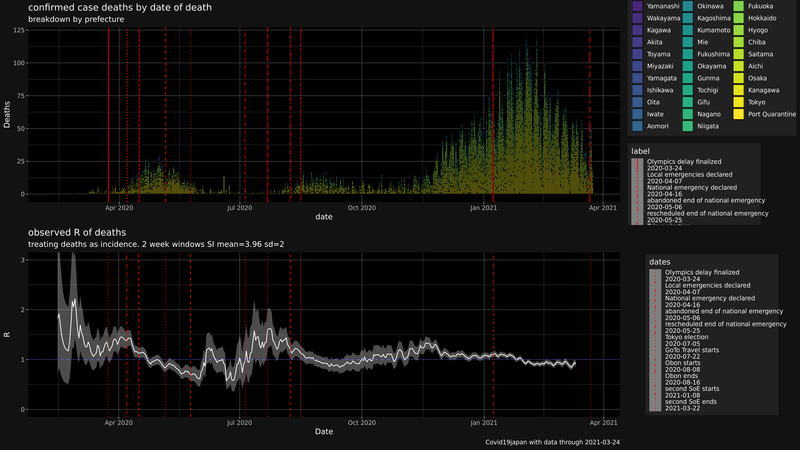 confirmed case deaths by date of death
breakdown by prefecture
Deaths
125
100
75
50
25
0
Apr 2020
Jul 2020
Oct 2020
Jan 2021
Apr 2021
date
Yamanashi
Wakayama
Kagawa
Akita
Toyama
Miyazaki
Yamagata
Ishikawa
Oita
Iwate
Aomori
Okinawa
Kagoshima
Kumamoto
Mie
Fukushima
Okayama
Gunma
Tochigi
Gifu
Nagano
Niigata
Fukuoka
Hokkaido
Hyogo
Chiba
Saitama
Aichi
Osaka
Kanagawa
Tokyo
Port Quarantine
label
Olympics delay finalized
2020-03-24
Local emergencies declared
2020-04-07
National emergency declared
2020-04-16
abandoned end of national emergency
2020-05-06
rescheduled end of national emergency
2020-05-25
observed R of deaths
treating deaths as incidence. 2 week windows SI mean=3.96 sd=2
R
3
2
1
0
Apr 2020
Jul 2020
Oct 2020
Jan 2021
Apr 2021
Date
dates
Olympics delay finalized
2020-03-24
Local emergencies declared
2020-04-07
National emergency declared
2020-04-16
abandoned end of national emergency
2020-05-06
rescheduled end of national emergency
2020-05-25
Tokyo election
2020-07-05
GoTo Travel starts
2020-07-22
Obon starts
2020-08-08
Obon ends
2020-08-16
second SoE starts
2021-01-08
second SoE ends
2021-03-22
Covid19japan with data through 2021-03-24